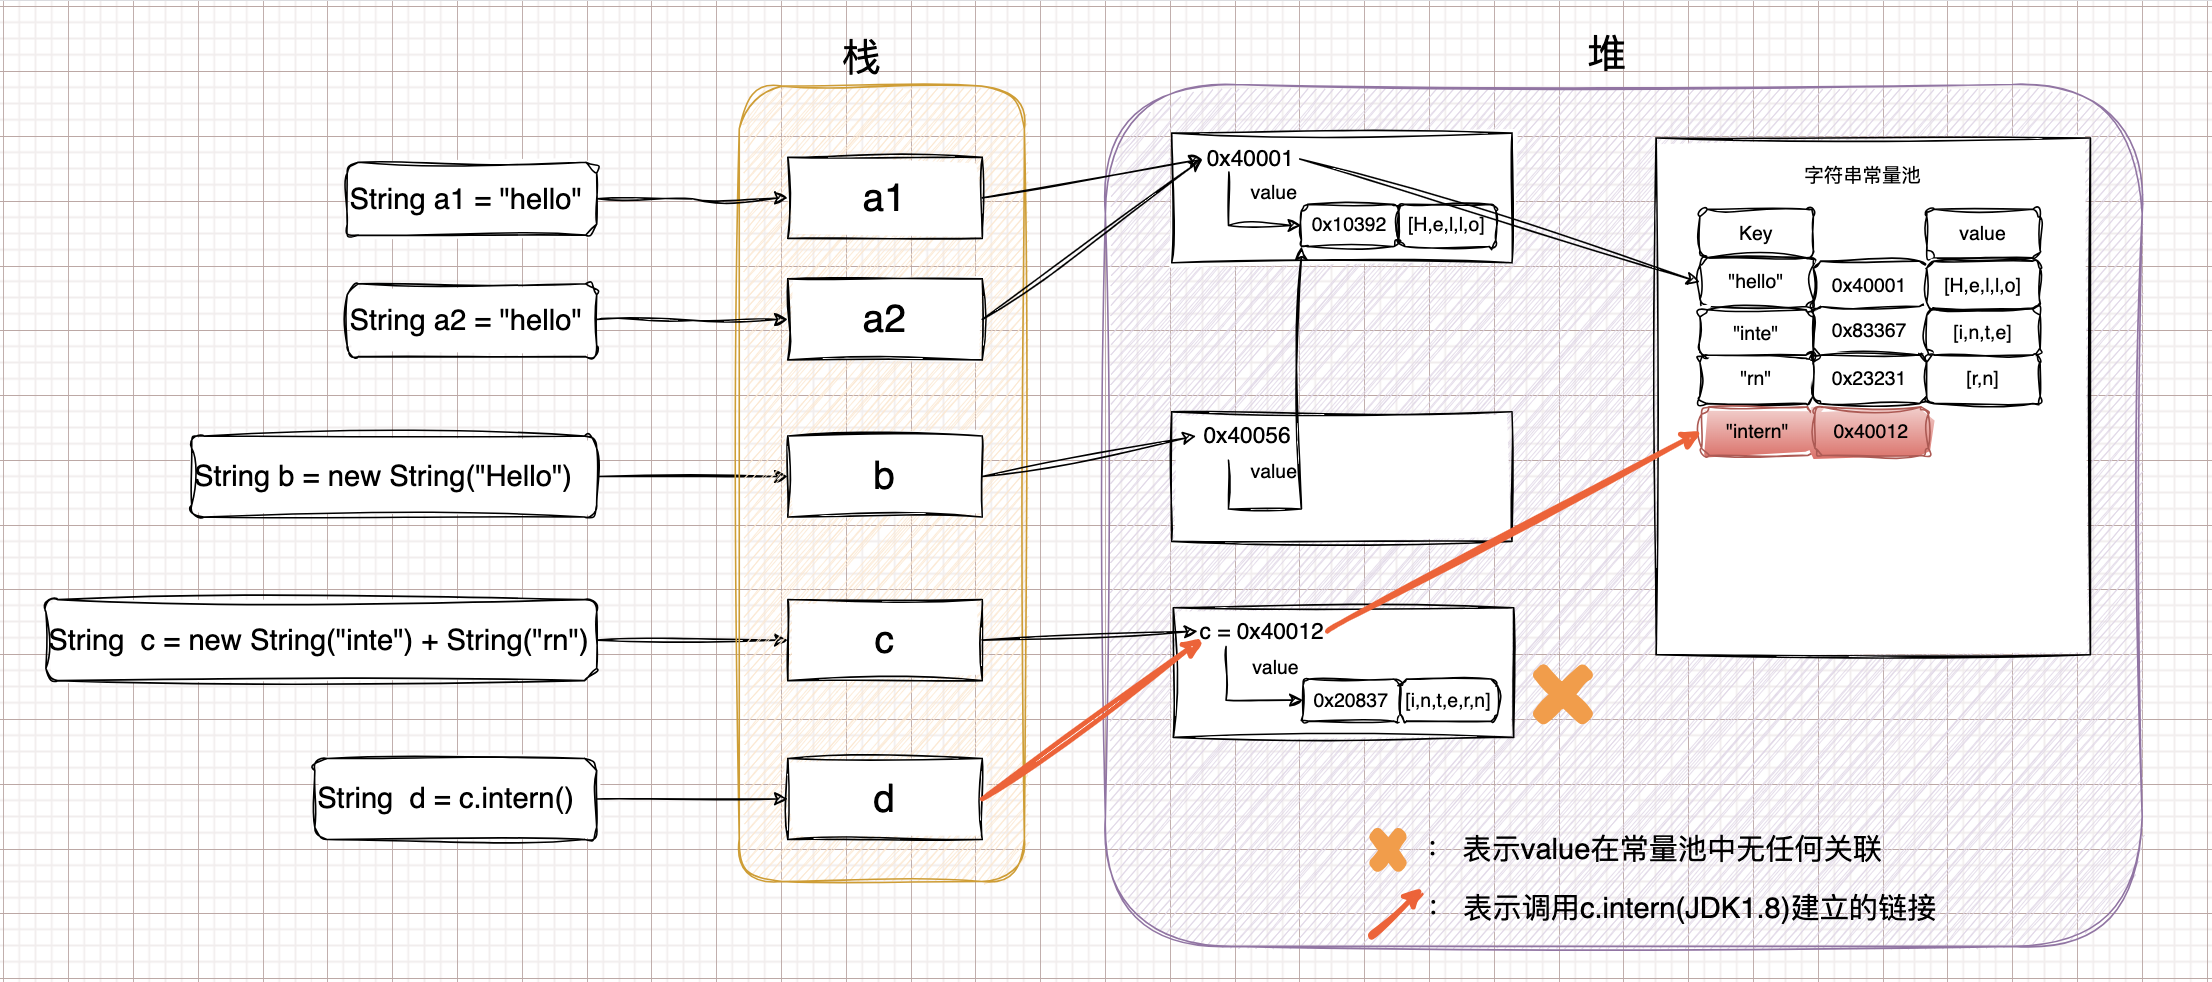 栈
堆
String a1 = "hello"
a1
String a2 = "hello"
a2
String b = new String("Hello")
b
String  c = new String("inte") + String("rn")
c
String  d = c.intern()
d
0x40001
value
0x10392 [H,e,l,l,o]
0x40056
value
c = 0x40012
value
0x20837 [i,n,t,e,r,n]
字符串常量池
Key value
"hello" 0x40001 [H,e,l,l,o]
"inte" 0x83367 [i,n,t,e]
"rn" 0x23231 [r,n]
"intern" 0x40012
： 表示value在常量池中无任何关联
： 表示调用c.intern(JDK1.8)建立的链接